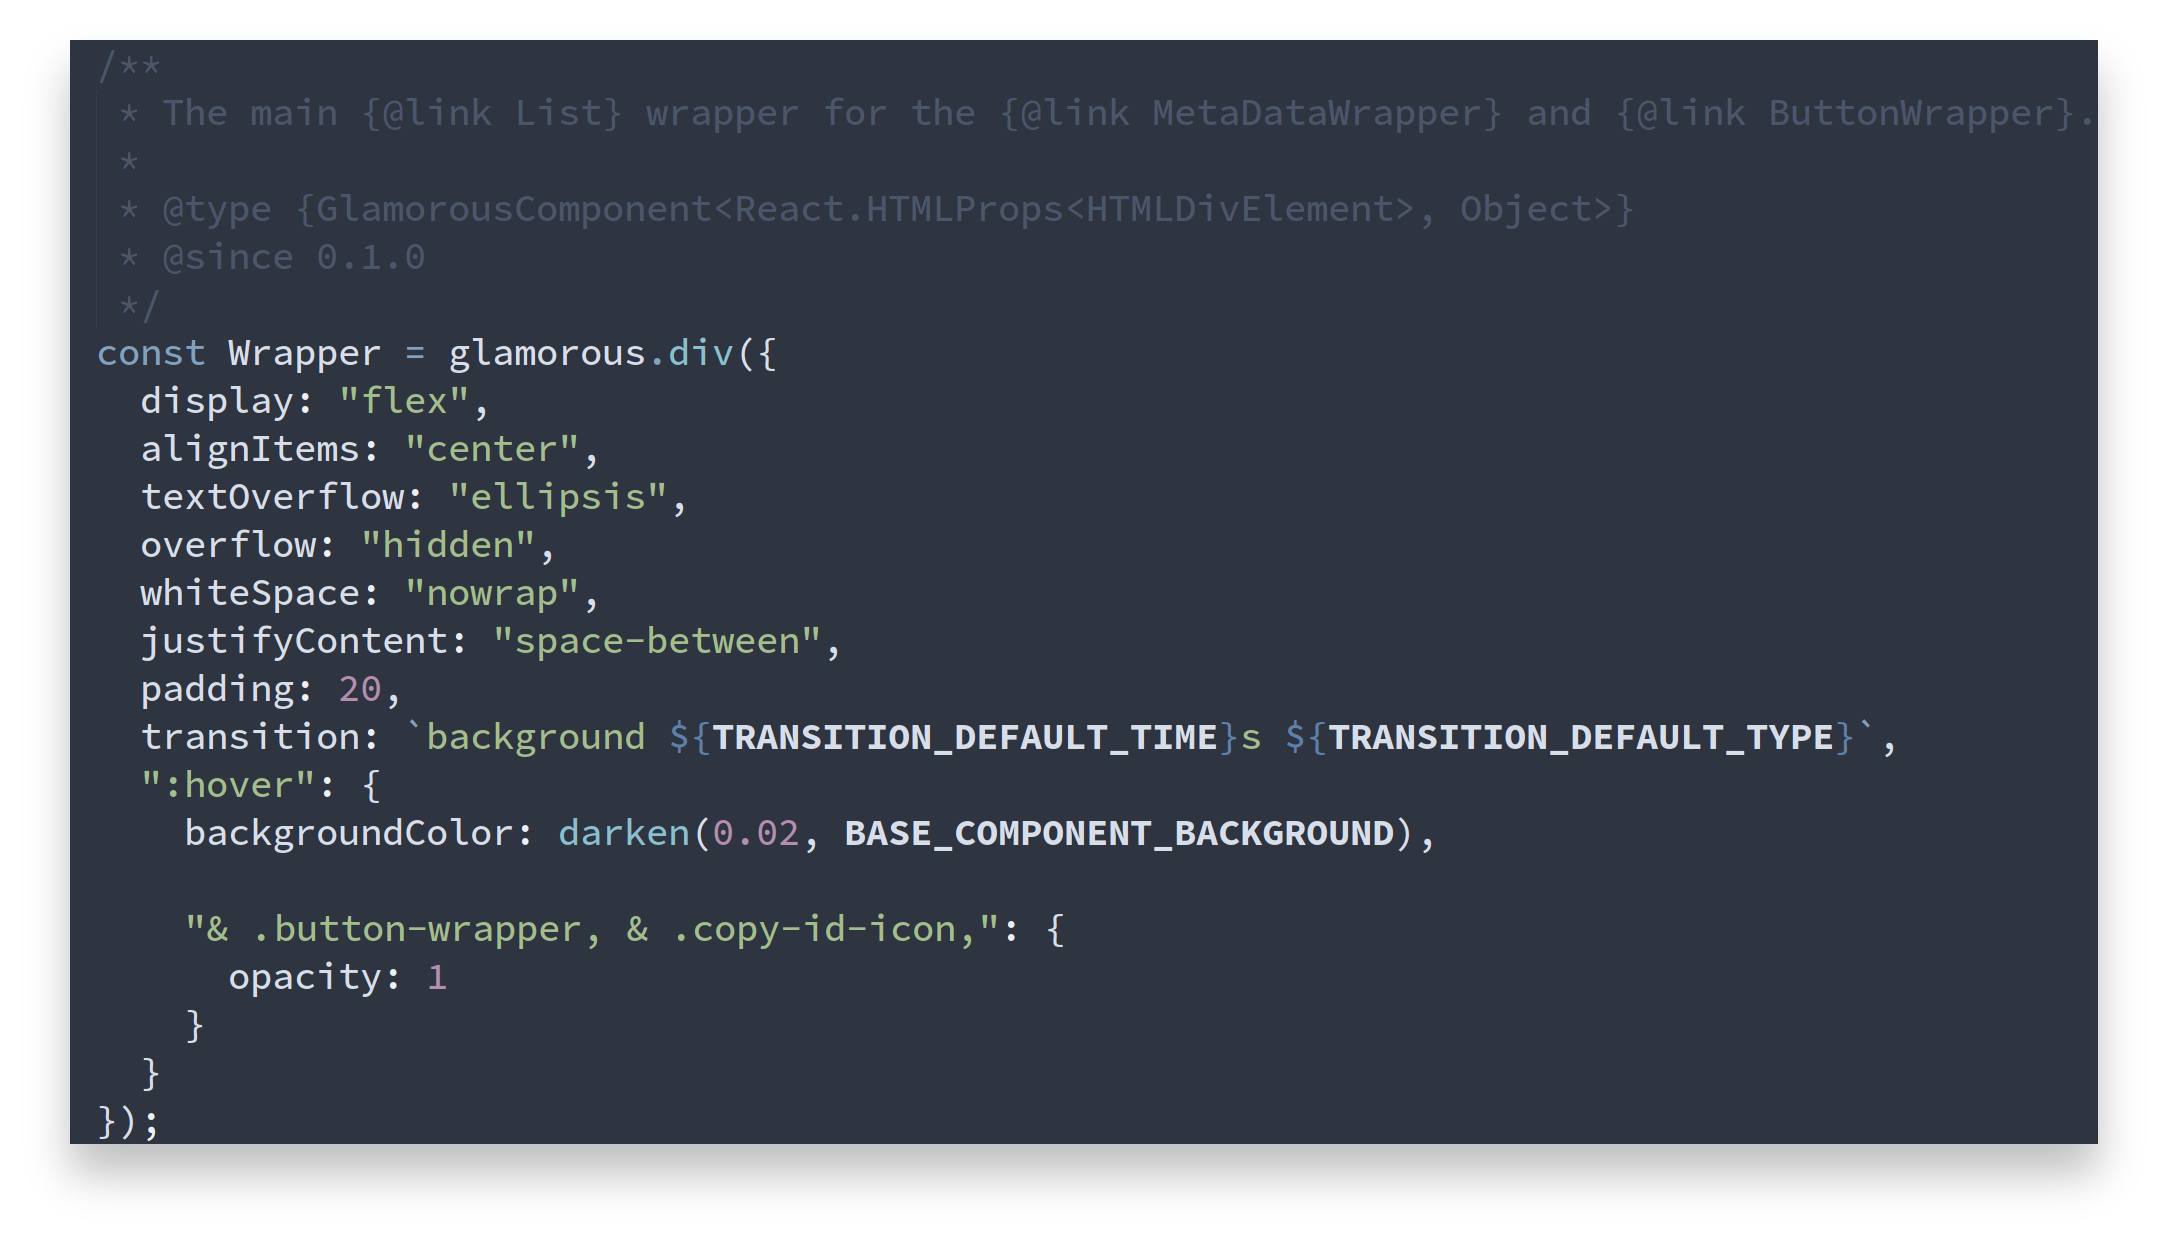 /**
 * The main {@link List} wrapper for the {@link MetaDataWrapper} and {@link ButtonWrapper}.
 *
 * @type {GlamorousComponent<React.HTMLProps<HTMLDivElement>, Object>}
 * @since 0.1.0
 */
const Wrapper = glamorous.div({
  display: "flex",
  alignItems: "center",
  textOverflow: "ellipsis",
  overflow: "hidden",
  whiteSpace: "nowrap",
  justifyContent: "space-between",
  padding: 20,
  transition: `background ${TRANSITION_DEFAULT_TIME}s ${TRANSITION_DEFAULT_TYPE}`,
  ":hover": {
    backgroundColor: darken(0.02, BASE_COMPONENT_BACKGROUND),

    "& .button-wrapper, & .copy-id-icon,": {
      opacity: 1
    }
  }
});